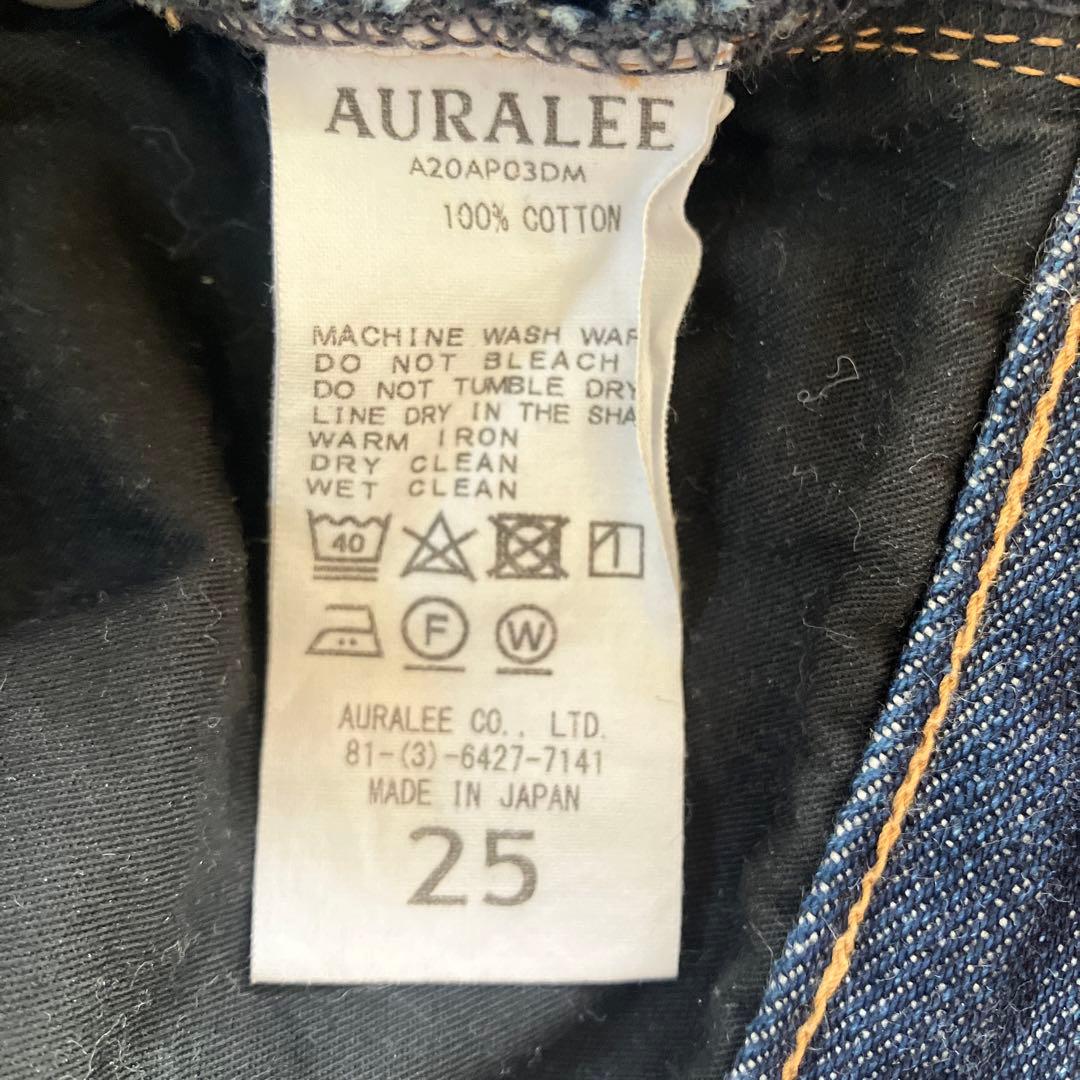 AURALEE
A20AP03DM
100% COTTON
MACHINE WASH WAR
DO NOT BLEACH
DO NOT TUMBLE DRY
LINE DRY IN THE SHA
WARM IRON
DRY CLEAN
WET CLEAN
40
F W
AURALEE CO., LTD.
81-(3)-6427-7141
MADE IN JAPAN
25